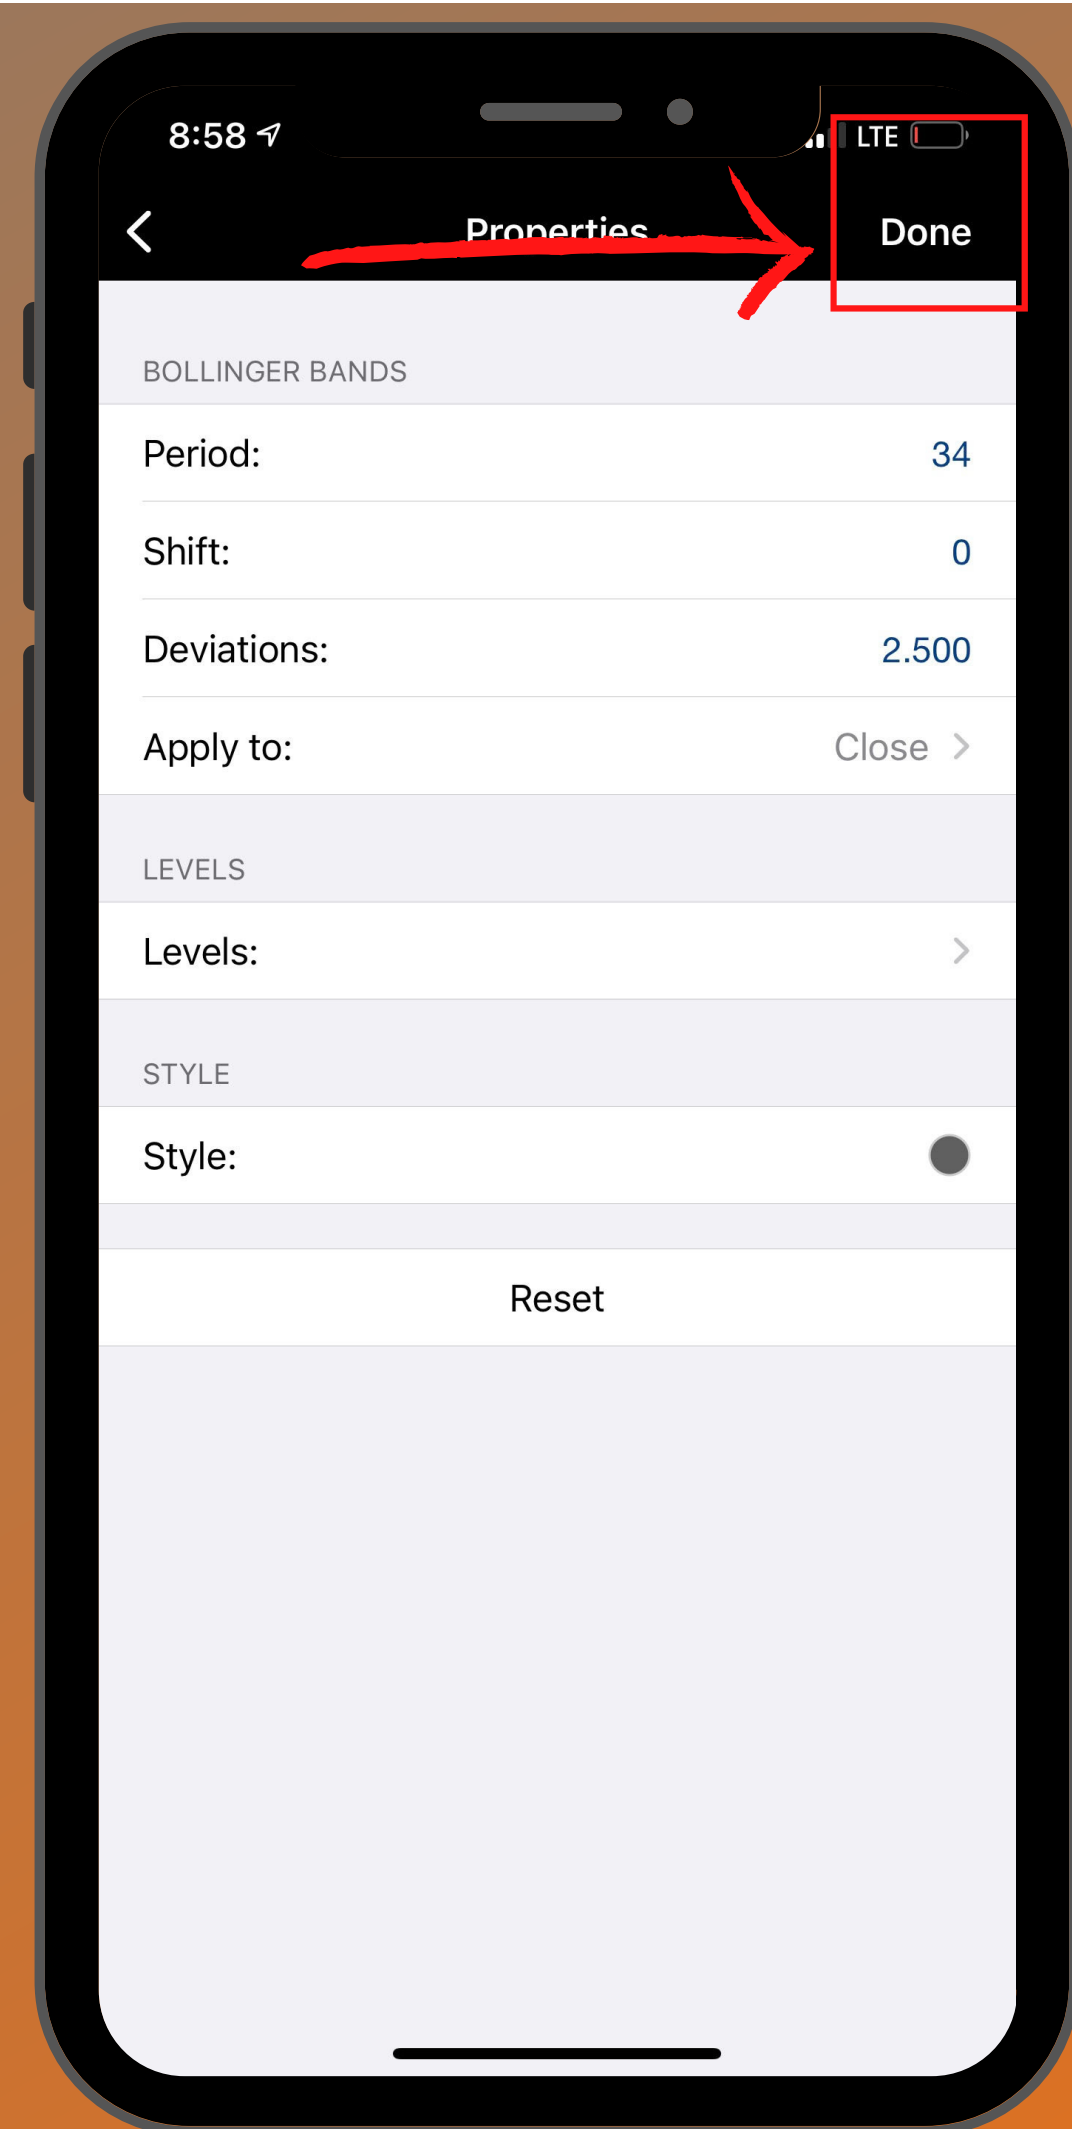 8:58 LTE
Properties Done
BOLLINGER BANDS
Period: 34
Shift: 0
Deviations: 2.500
Apply to: Close
LEVELS
Levels:
STYLE
Style:
Reset